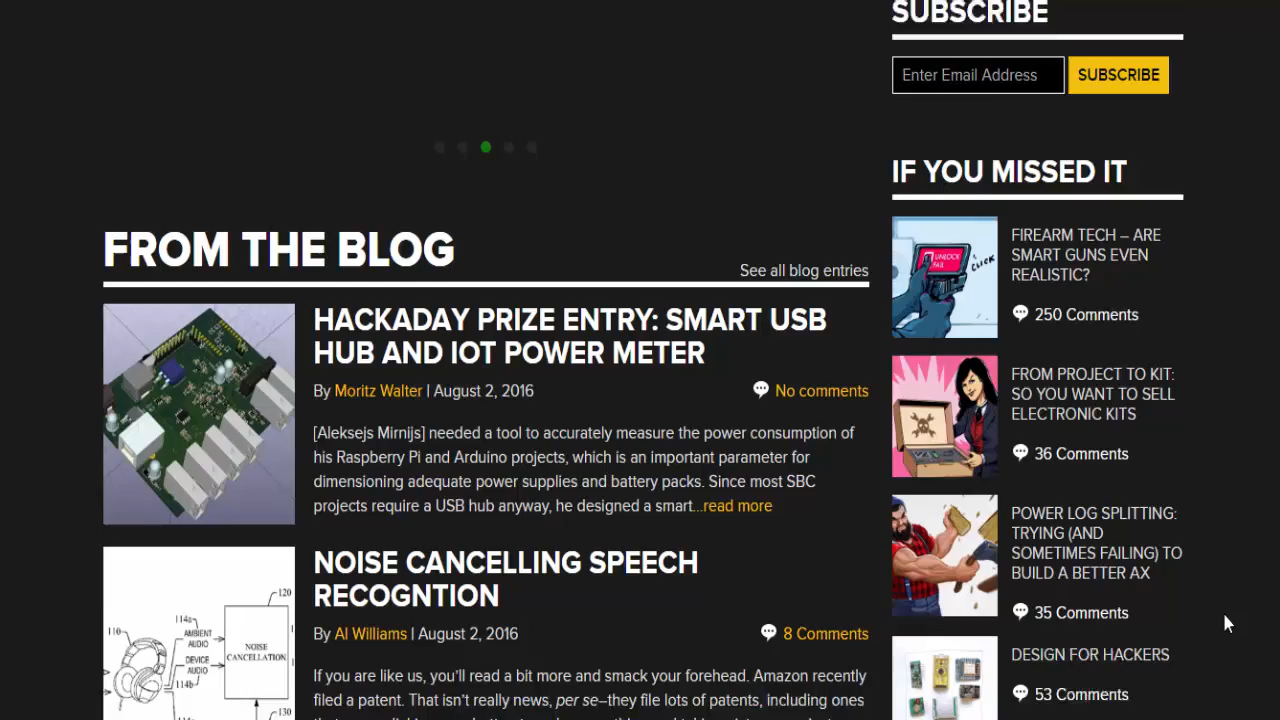 SUBSCRIBE
Enter Email Address
SUBSCRIBE
IF YOU MISSED IT
FIREARM TECH – ARE
SMART GUNS EVEN
REALISTIC?
250 Comments
UNLOCK
FAIL
CLICK
FROM PROJECT TO KIT:
SO YOU WANT TO SELL
ELECTRONIC KITS
36 Comments
POWER LOG SPLITTING:
TRYING (AND
SOMETIMES FAILING) TO
BUILD A BETTER AX
35 Comments
DESIGN FOR HACKERS
53 Comments
FROM THE BLOG
See all blog entries
HACKADAY PRIZE ENTRY: SMART USB
HUB AND IOT POWER METER
By Moritz Walter | August 2, 2016
No comments
[Aleksejs Mirnijs] needed a tool to accurately measure the power consumption of
his Raspberry Pi and Arduino projects, which is an important parameter for
dimensioning adequate power supplies and battery packs. Since most SBC
projects require a USB hub anyway, he designed a smart...read more
NOISE CANCELLING SPEECH
RECOGNTION
By Al Williams | August 2, 2016
8 Comments
If you are like us, you'll read a bit more and smack your forehead. Amazon recently
filed a patent. That isn't really news, per se–they file lots of patents, including ones
110
114a
AMBIENT
AUDIO
DEVICE
AUDIO
114b
120
NOISE
CANCELLATION
130